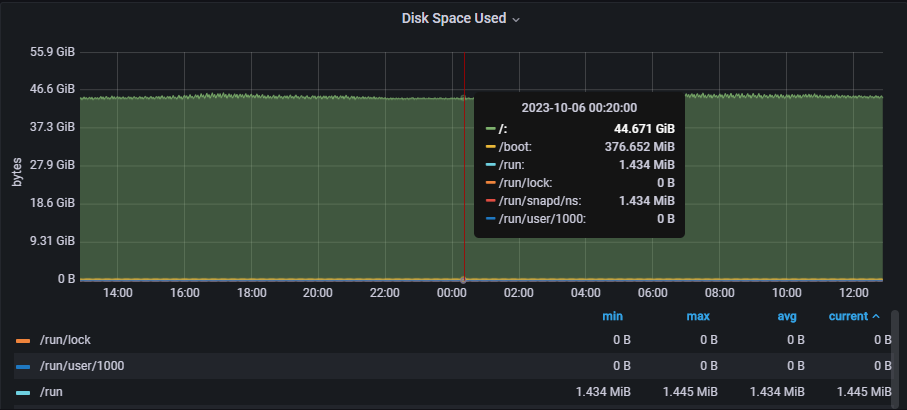 Disk Space Used
55.9 GiB
46.6 GiB
37.3 GiB
27.9 GiB
18.6 GiB
9.31 GiB
0 B
bytes
14:00 16:00 18:00 20:00 22:00 00:00 02:00 04:00 06:00 08:00 10:00 12:00
2023-10-06 00:20:00
/: 44.671 GiB
/boot: 376.652 MiB
/run: 1.434 MiB
/run/lock: 0 B
/run/snapd/ns: 1.434 MiB
/run/user/1000: 0 B
min max avg current
/run/lock 0 B 0 B 0 B 0 B
/run/user/1000 0 B 0 B 0 B 0 B
/run 1.434 MiB 1.445 MiB 1.434 MiB 1.445 MiB